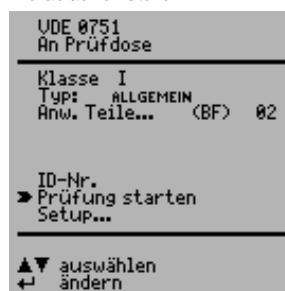 VDE 0751
An Prüfdose
Klasse I
Typ: ALLGEMEIN
Anw. Teile... (BF) 02
ID-Nr.
Prüfung starten
Setup...
▲▼ auswählen
↵ ändern